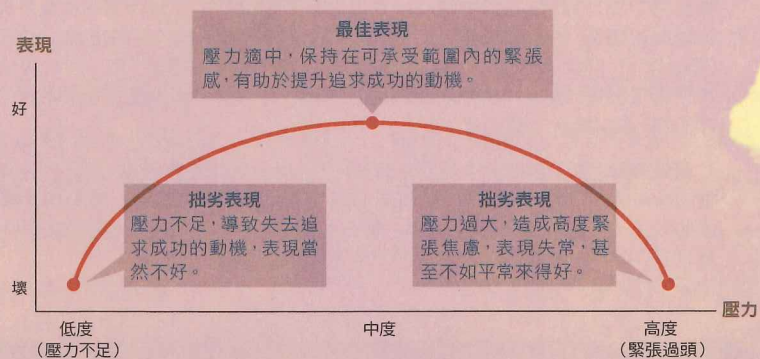 最佳表現
壓力適中，保持在可承受範圍內的緊張
感，有助於提升追求成功的動機。
表現
好
拙劣表現
壓力不足，導致失去追
求成功的動機，表現當
然不好。
拙劣表現
壓力過大，造成高度緊
張焦慮，表現失常，甚
至不如平常來得好。
壞
壓力
低度
（壓力不足）
中度
高度
（緊張過頭）